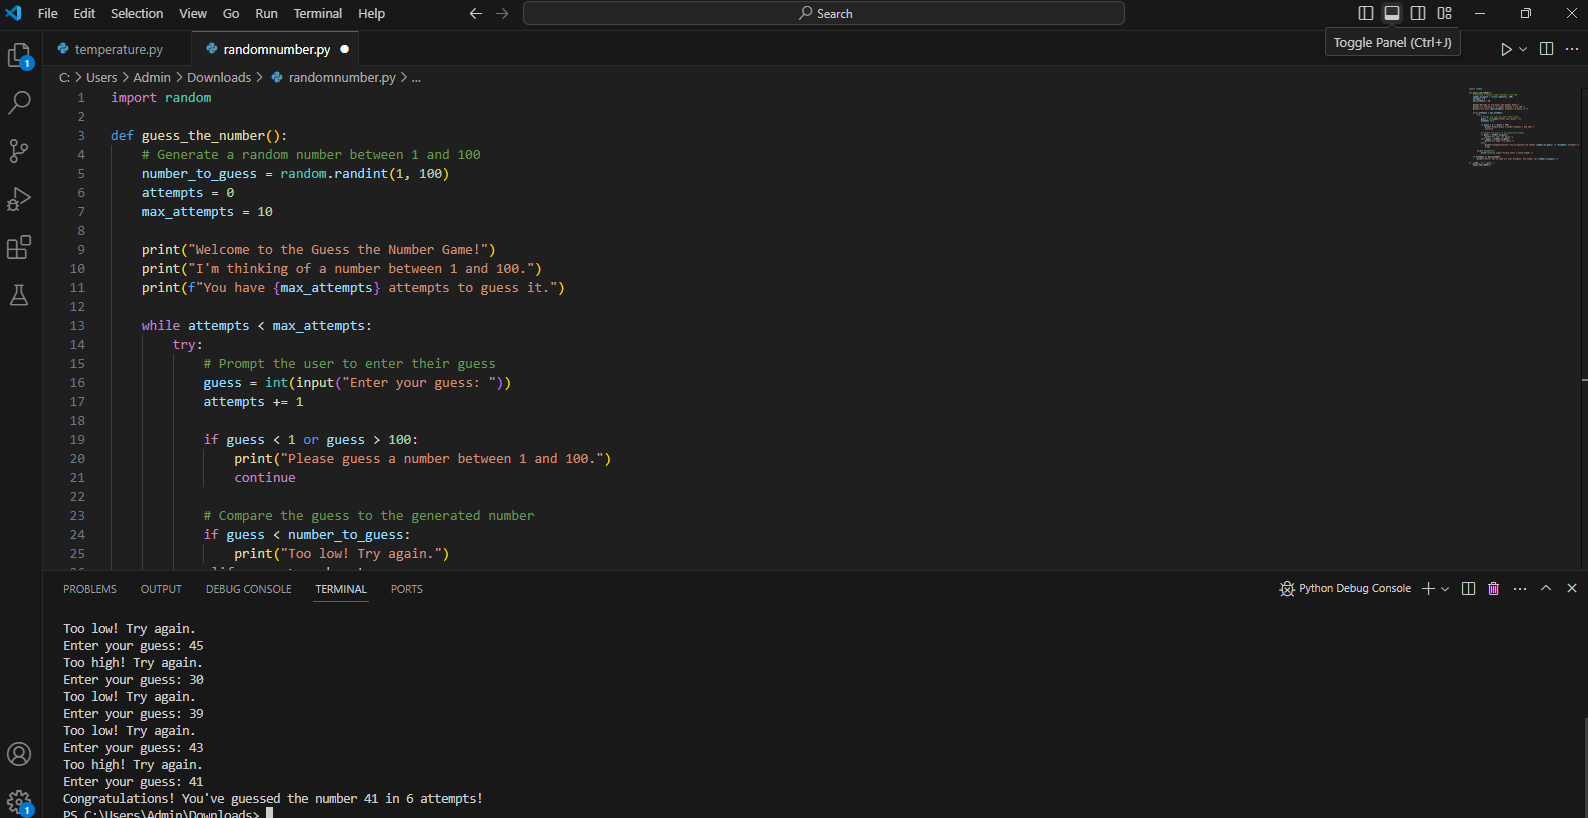 File Edit Selection View Go Run Terminal Help
Search
Toggle Panel (Ctrl+J)
temperature.py
randomnumber.py
C: > Users > Admin > Downloads > randomnumber.py > ...
1 import random
2
3 def guess_the_number():
4 # Generate a random number between 1 and 100
5 number_to_guess = random.randint(1, 100)
6 attempts = 0
7 max_attempts = 10
8
9 print("Welcome to the Guess the Number Game!")
10 print("I'm thinking of a number between 1 and 100.")
11 print(f"You have {max_attempts} attempts to guess it.")
12
13 while attempts < max_attempts:
14 try:
15 # Prompt the user to enter their guess
16 guess = int(input("Enter your guess: "))
17 attempts += 1
18
19 if guess < 1 or guess > 100:
20 print("Please guess a number between 1 and 100.")
21 continue
22
23 # Compare the guess to the generated number
24 if guess < number_to_guess:
25 print("Too low! Try again.")
1
PROBLEMS OUTPUT DEBUG CONSOLE TERMINAL PORTS
Python Debug Console
Too low! Try again.
Enter your guess: 45
Too high! Try again.
Enter your guess: 30
Too low! Try again.
Enter your guess: 39
Too low! Try again.
Enter your guess: 43
Too high! Try again.
Enter your guess: 41
Congratulations! You've guessed the number 41 in 6 attempts!
PS C:\Users\Admin\Downloads>
1